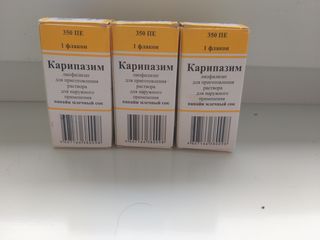 350 ПЕ
1 флакон
Карипазим
лиофилизат
для приготовления
раствора
для наружного
применения
папайи млечный сок
350 ПЕ
1 флакон
Карипазим
лиофилизат
для приготовления
раствора
для наружного
применения
папайи млечный сок
350 ПЕ
1 флакон
Карипазим
лиофилизат
для приготовления
раствора
для наружного
применения
папайи млечный сок